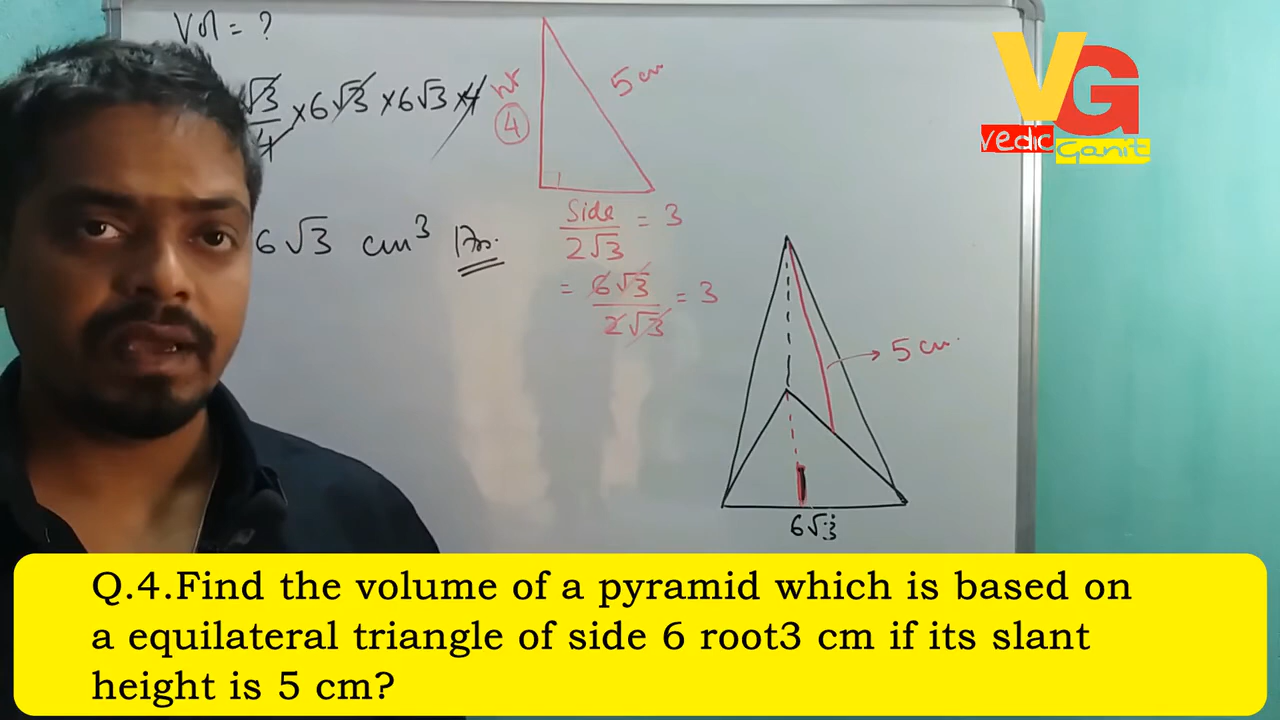 Vol = ?
√3/4 × 6√3 × 6√3 × 4
6√3 cm³ Ans.
4
5 cm
Side/2√3 = 3
= 6√3/2√3 = 3
5 cm.
6√3
VG
Vedic
Ganit
Q.4.Find the volume of a pyramid which is based on
a equilateral triangle of side 6 root3 cm if its slant
height is 5 cm?